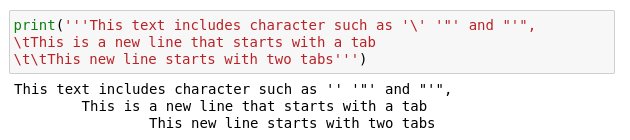 print('''This text includes character such as '\' '"' and "'",
\tThis is a new line that starts with a tab
\t\tThis new line starts with two tabs''')
This text includes character such as '' '"' and "'",
        This is a new line that starts with a tab
                This new line starts with two tabs